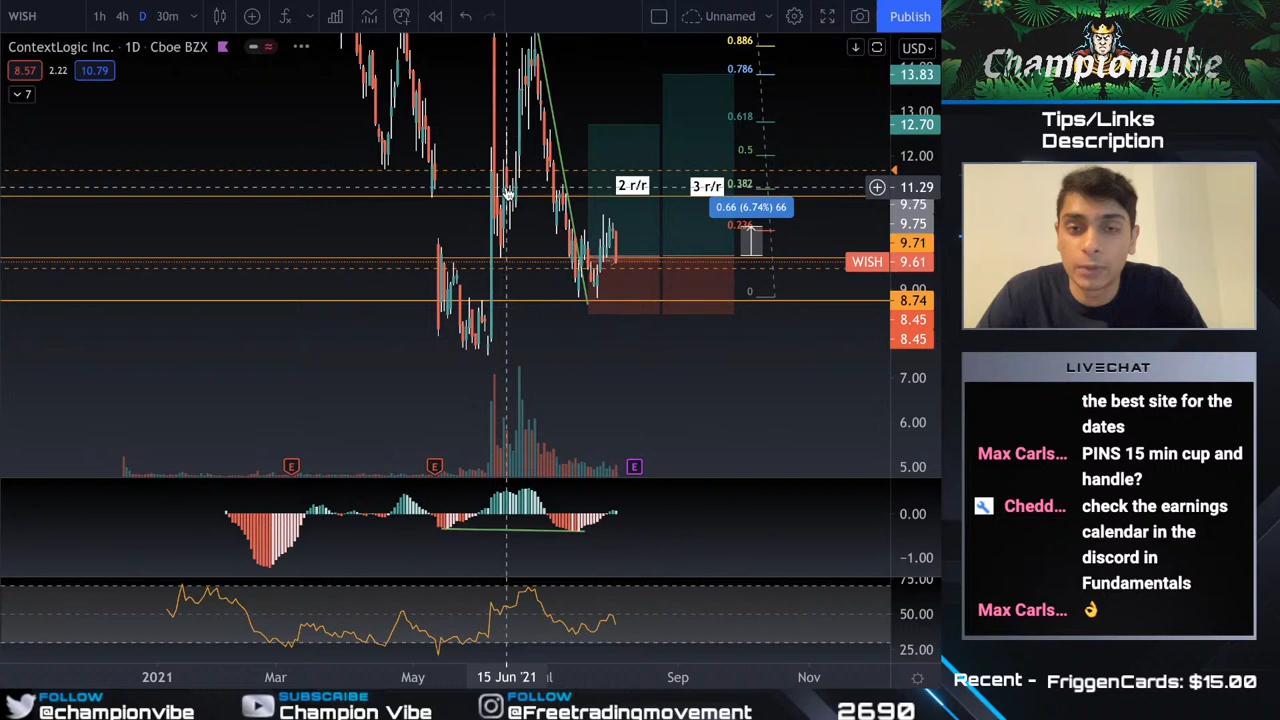 WISH
1h 4h D 30m
Unnamed
Publish
ContextLogic Inc. · 1D · Cboe BZX
8.57 2.22 10.79
7
USD
0.886
0.786
0.618
0.5
0.382
0
2 r/r
3 r/r
0.66 (6.74%) 66
13.83
13.00
12.70
12.00
11.29
9.75
9.75
9.71
WISH 9.61
9.00
8.74
8.45
8.45
7.00
6.00
5.00
E E E
0.00
−1.00
75.00
50.00
25.00
2021 Mar May 15 Jun '21 Sep Nov
ChampionVibe
Tips/Links
Description
LIVECHAT
the best site for the
dates
Max Carls... PINS 15 min cup and
handle?
Chedd... check the earnings
calendar in the
discord in
Fundamentals
Max Carls... 👌
Recent - FriggenCards: $15.00
FOLLOW
@championvibe
SUBSCRIBE
Champion Vibe
FOLLOW
@Freetradingmovement
2690